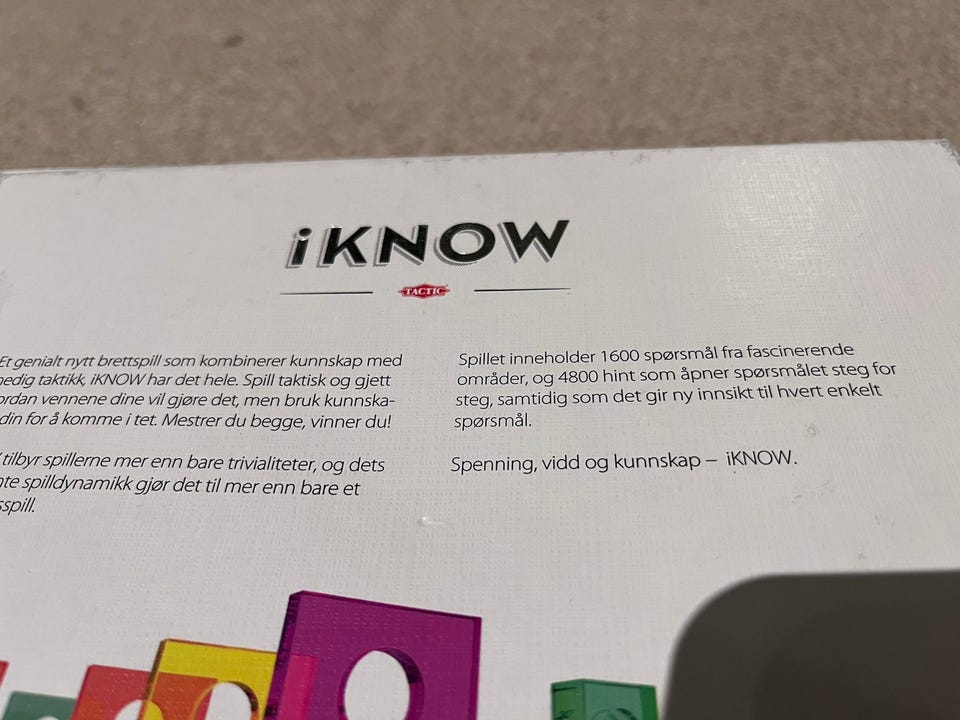 iKNOW
TACTIC
Et genialt nytt brettspill som kombinerer kunnskap med
taktikk, iKNOW har det hele. Spill taktisk og gjett
vennene dine vil gjøre det, men bruk kunnska-
din for å komme i tet. Mestrer du begge, vinner du!
tilbyr spillerne mer enn bare trivialiteter, og dets
spilldynamikk gjør det til mer enn bare et
Spillet inneholder 1600 spørsmål fra fascinerende
områder, og 4800 hint som åpner spørsmålet steg for
steg, samtidig som det gir ny innsikt til hvert enkelt
spørsmål.
Spenning, vidd og kunnskap – iKNOW.